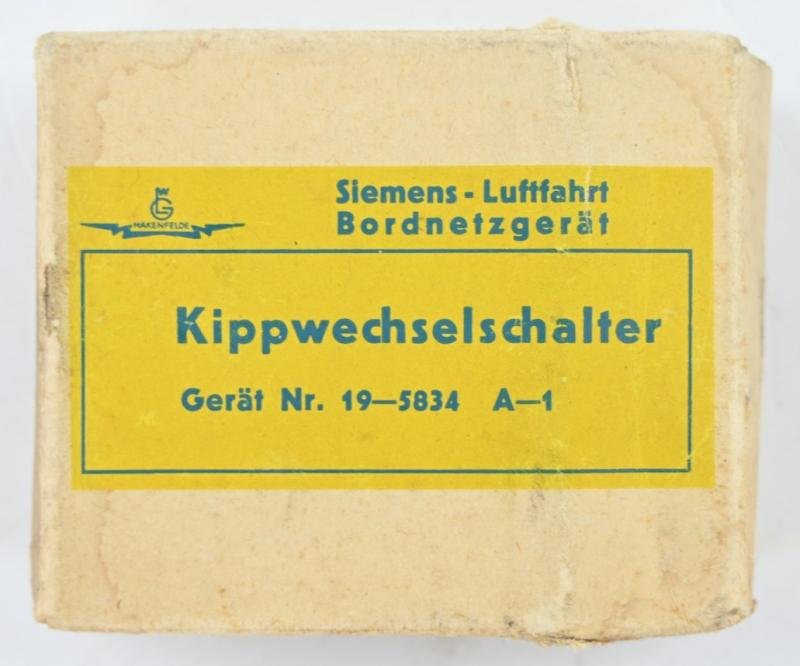 Siemens - Luftfahrt
Bordnetzgerät
HAKENFELDE
Kippwechselschalter
Gerät Nr. 19—5834 A—1